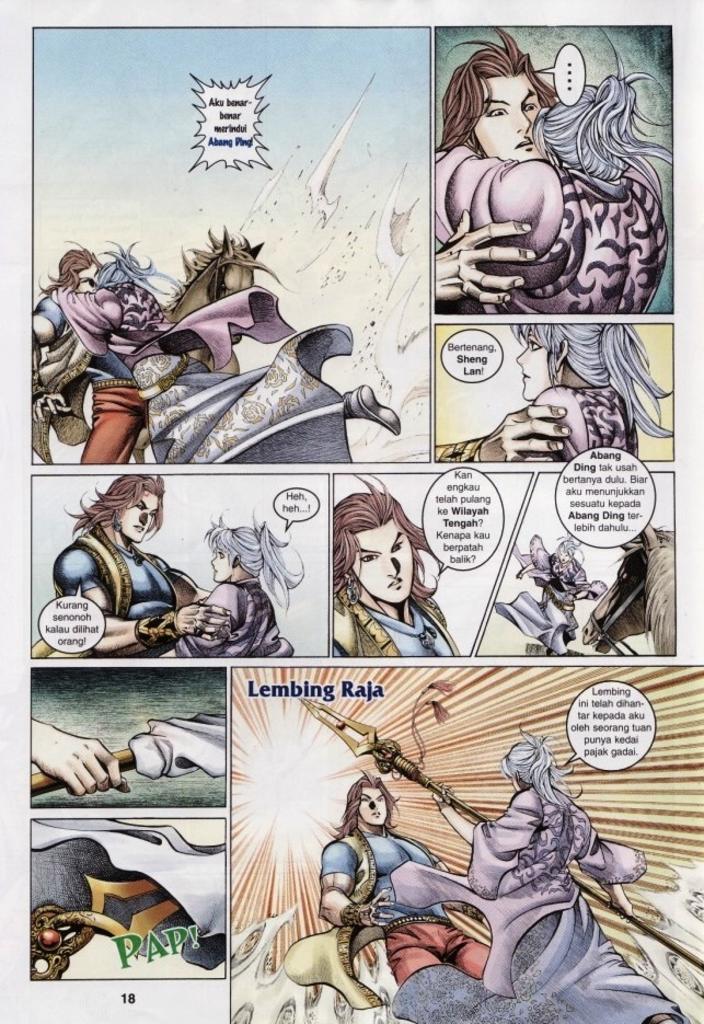 Aku benar-
benar
merindui
Abang Ding!
....
Bertenang,
Sheng
Lan!
Heh,
heh...!
Kurang
senonoh
kalau dilihat
orang!
Kan
engkau
telah pulang
ke Wilayah
Tengah?
Kenapa kau
berpatah
balik?
Abang
Ding tak usah
bertanya dulu. Biar
aku menunjukkan
sesuatu kepada
Abang Ding ter-
lebih dahulu...
PAP!
Lembing Raja
Lembing
ini telah dihan-
tar kepada aku
oleh seorang tuan
punya kedai
pajak gadai.
18